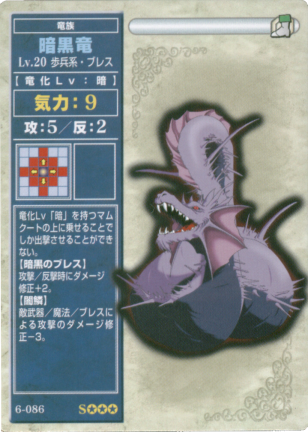 竜族
暗黒竜
Lv.20 歩兵系・ブレス
【竜化Lv：暗】
気力：9
攻：5／反：2
竜化Lv「暗」を持つマム
クートの上に乗せることで
しか出撃させることがで
きない。
【暗黒のブレス】
攻撃／反撃時にダメージ
修正+2。
【闇鱗】
敵武器／魔法／ブレスに
よる攻撃のダメージ修
正−3。
6-086 S✪✪✪